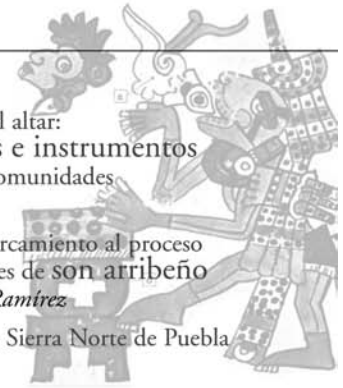 l altar:
s e instrumentos
omunidades
rcamiento al proceso
es de son arribeño
Ramírez
Sierra Norte de Puebla